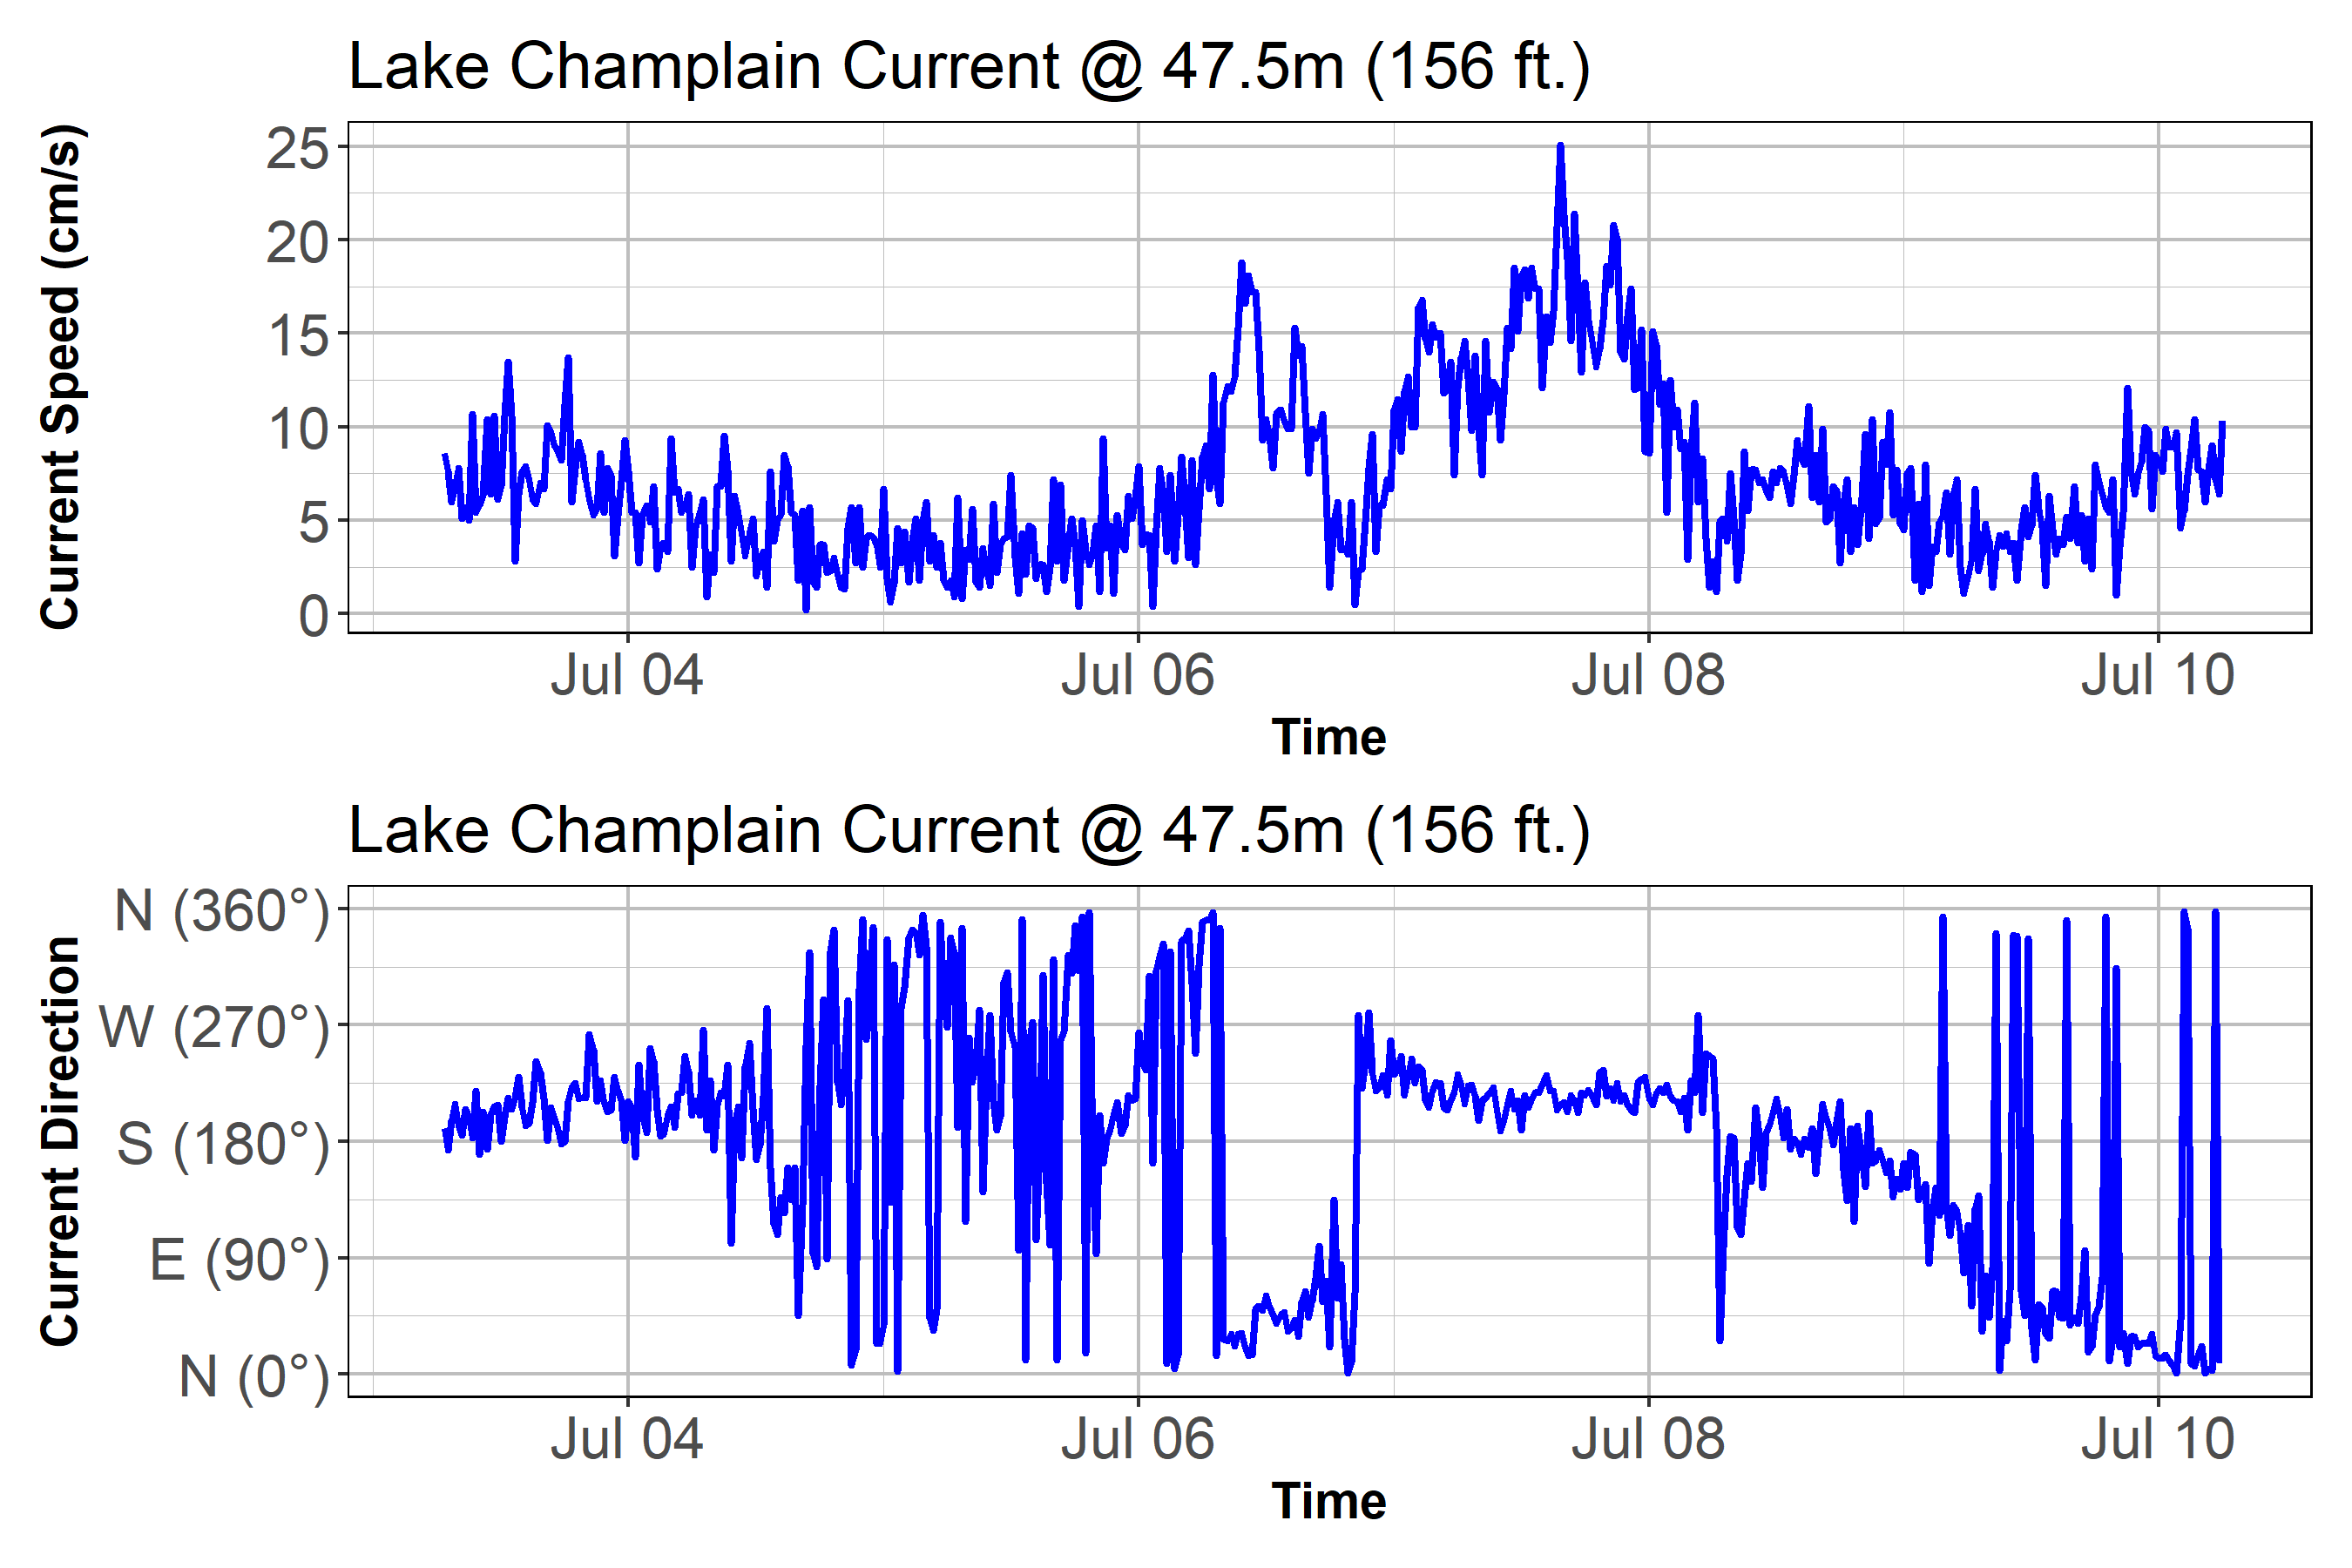 Lake Champlain Current @ 47.5m (156 ft.)
Current Speed (cm/s)
25
20
15
10
5
0
Jul 04 Jul 06 Jul 08 Jul 10
Time
Lake Champlain Current @ 47.5m (156 ft.)
Current Direction
N (360°)
W (270°)
S (180°)
E (90°)
N (0°)
Jul 04 Jul 06 Jul 08 Jul 10
Time